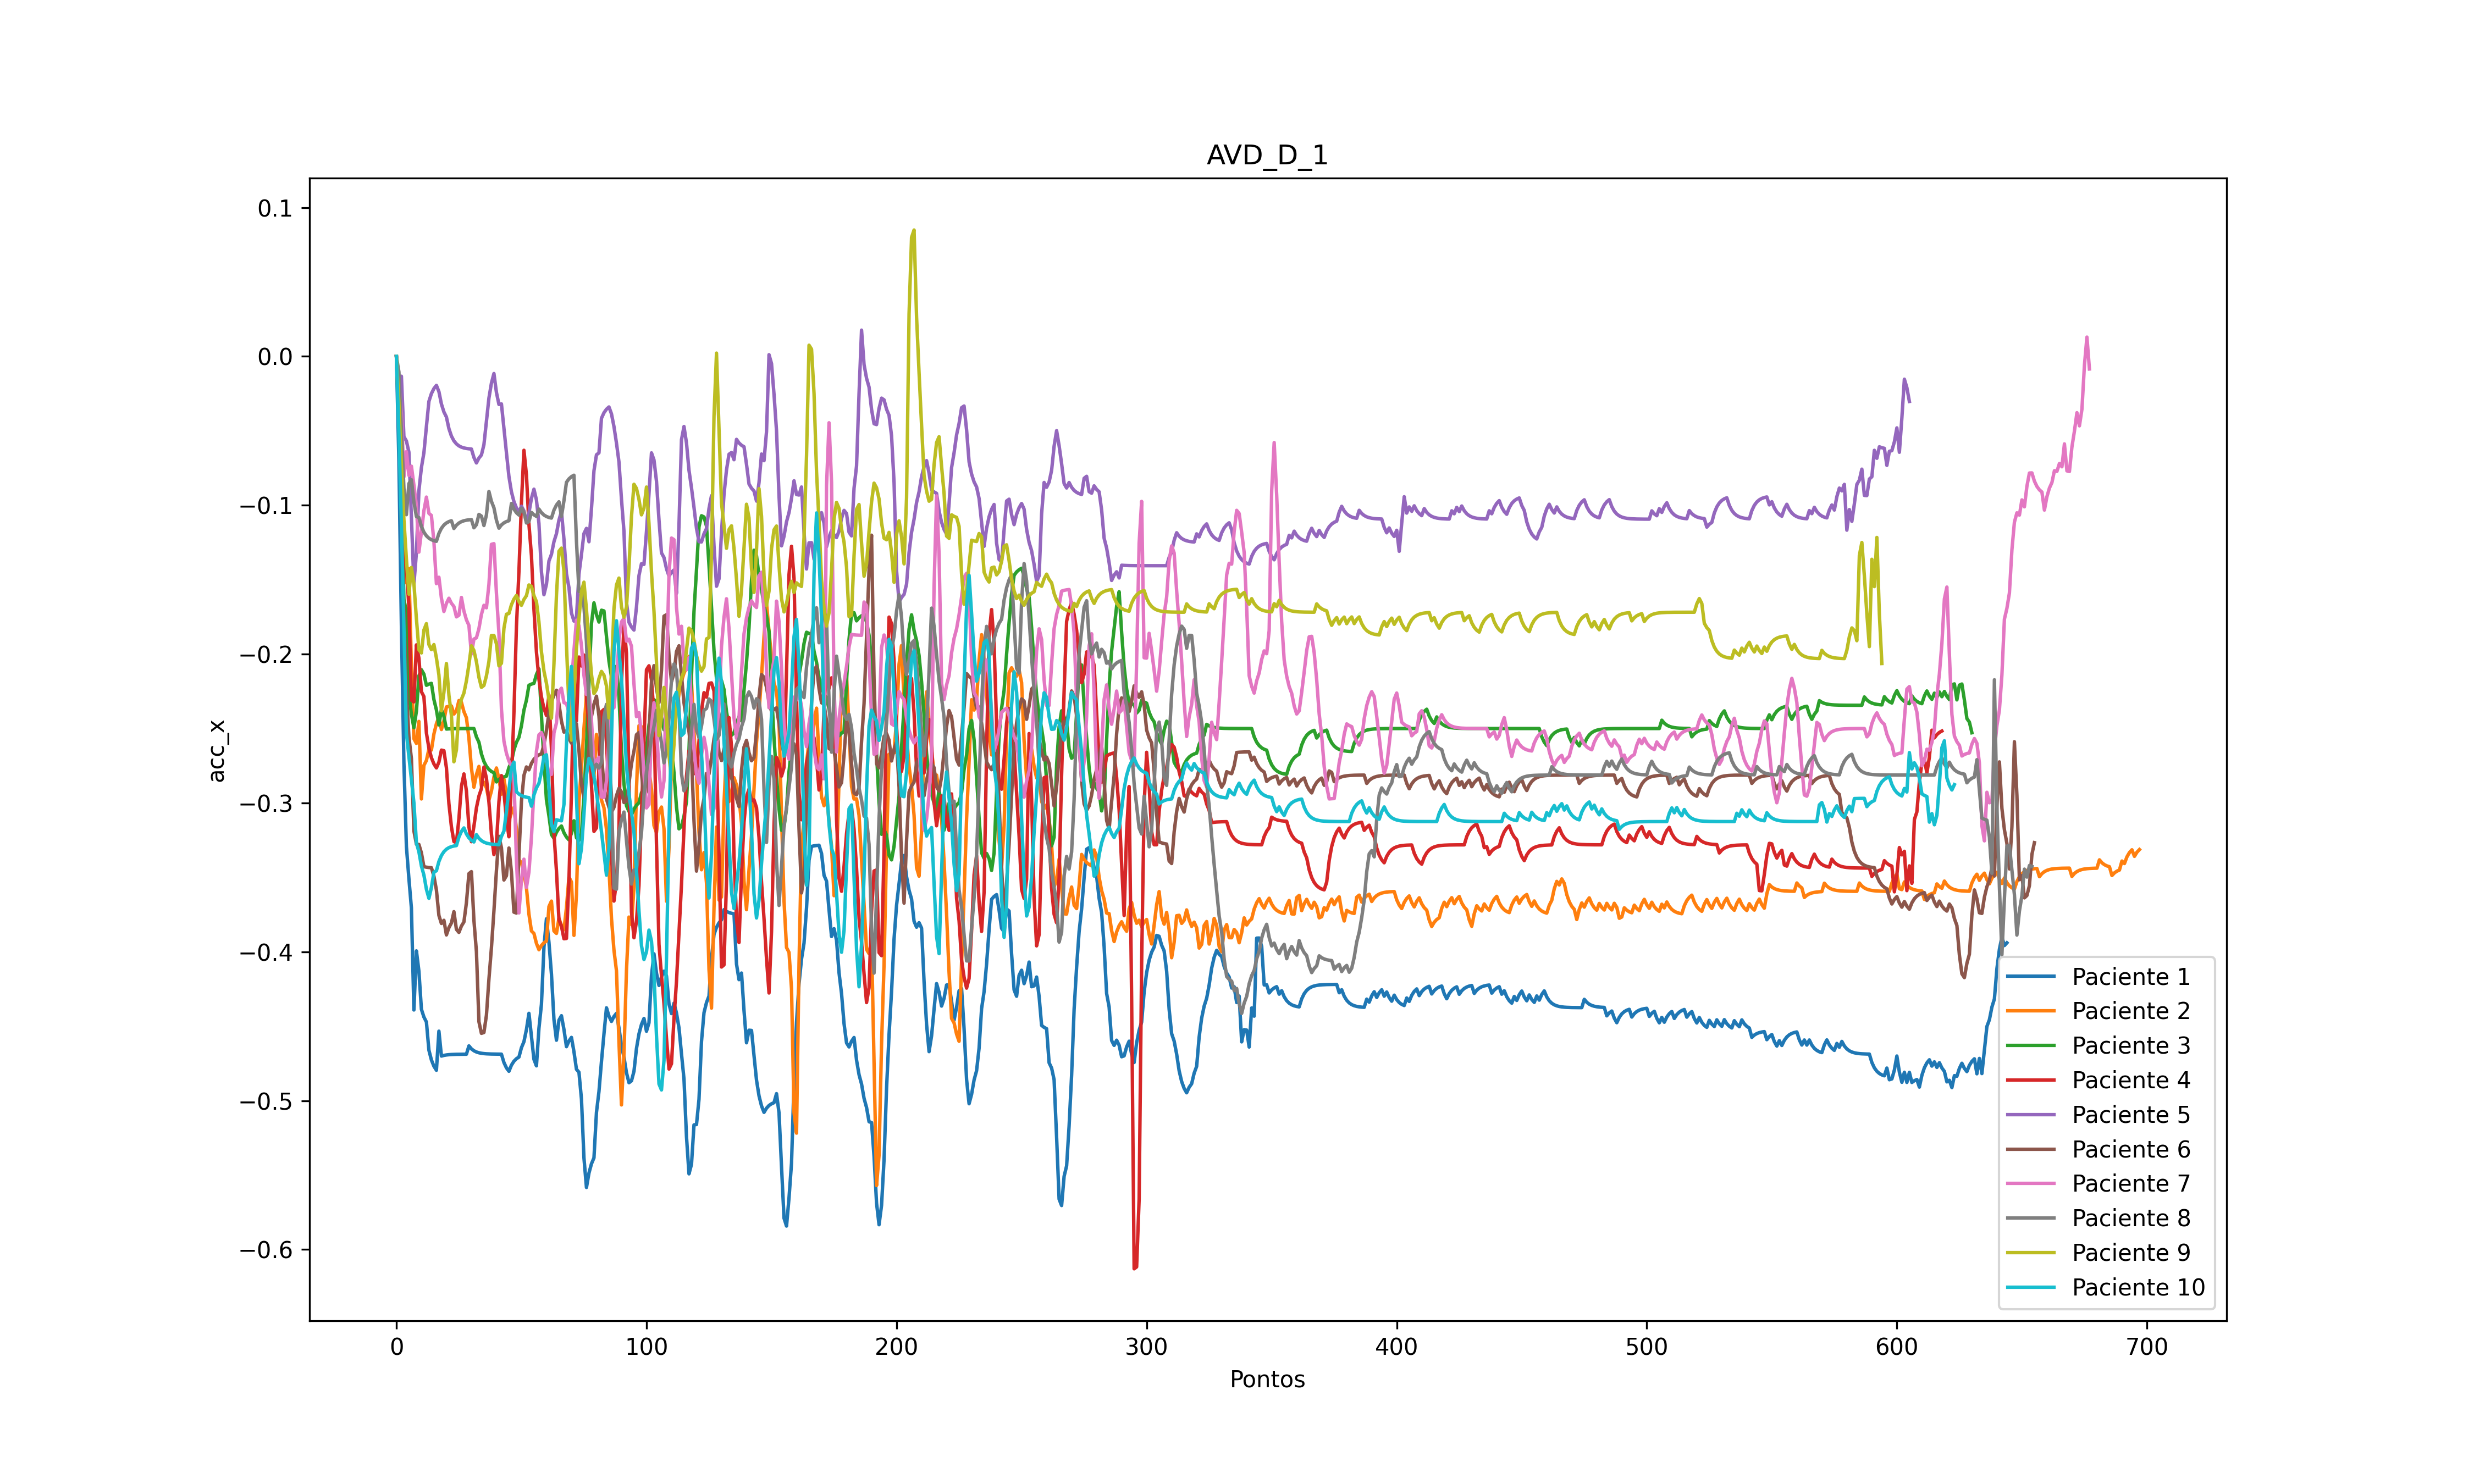 AVD_D_1
0.1
0.0
−0.1
−0.2
−0.3
−0.4
−0.5
−0.6
acc_x
0 100 200 300 400 500 600 700
Pontos
Paciente 1
Paciente 2
Paciente 3
Paciente 4
Paciente 5
Paciente 6
Paciente 7
Paciente 8
Paciente 9
Paciente 10